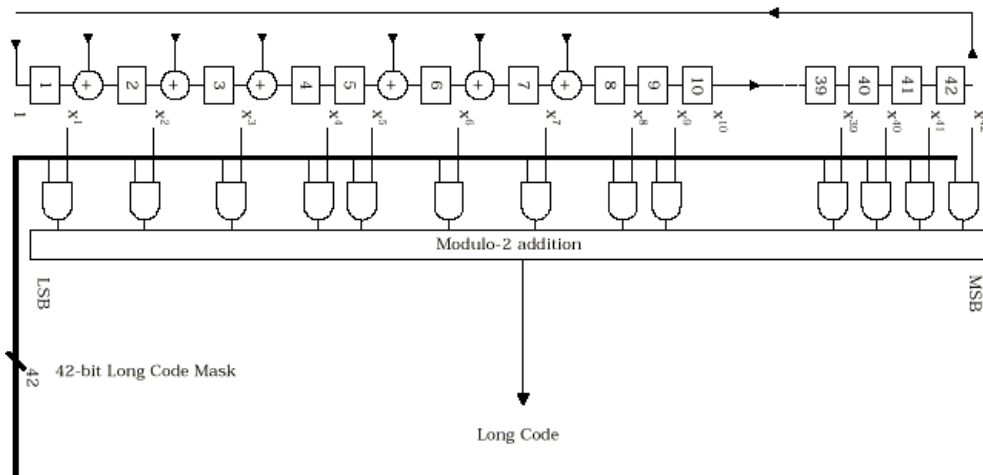 1 + 2 + 3 + 4 5 + 6 + 7 + 8 9 10 39 40 41 42
1 x¹ x² x³ x⁴ x⁵ x⁶ x⁷ x⁸ x⁹ x¹⁰ x³⁹ x⁴⁰ x⁴¹ x⁴²
Modulo-2 addition
LSB
MSB
42
42-bit Long Code Mask
Long Code